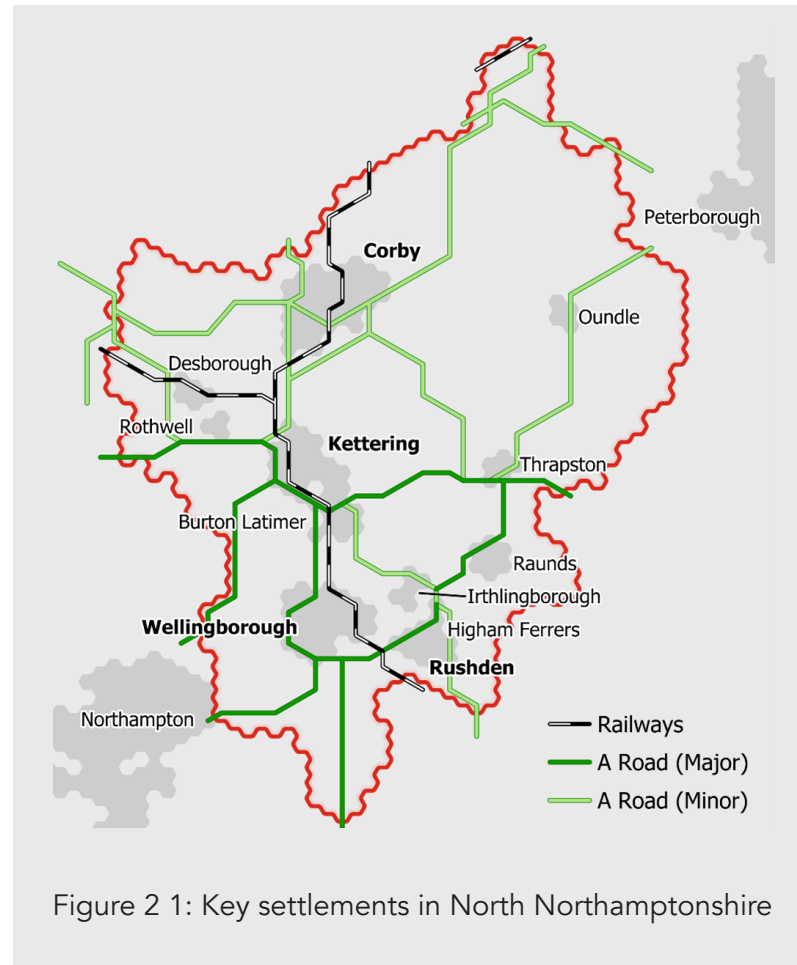 Peterborough
Corby
Oundle
Desborough
Rothwell
Kettering
Thrapston
Burton Latimer
Raunds
Irthlingborough
Wellingborough
Higham Ferrers
Rushden
Northampton
Railways
A Road (Major)
A Road (Minor)
Figure 2 1: Key settlements in North Northamptonshire